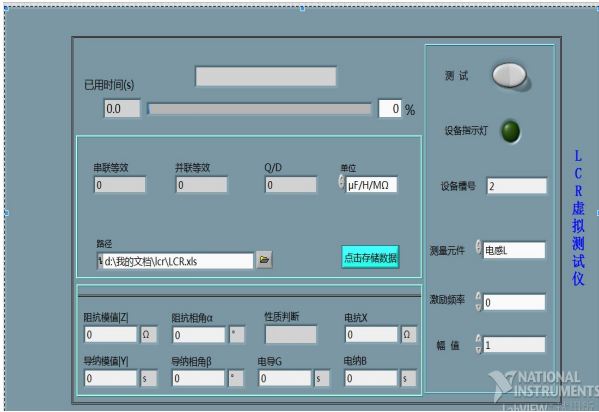 已用时间(s)
0.0
0 %
测 试
设备指示灯
串联等效 并联等效 Q/D 单位
0 0 0 μF/H/MΩ
设备槽号 2
路径
d:\我的文档\lcr\LCR.xls
点击存储数据
测量元件 电感L
激励频率 0
幅 值 1
阻抗模值|Z| 阻抗相角α 性质判断 电抗X
0 Ω 0 ° 0 Ω
导纳模值|Y| 导纳相角β 电导G 电纳B
0 s 0 ° 0 s 0 s
LCR虚拟测试仪
NATIONAL
INSTRUMENTS
LabVIEW